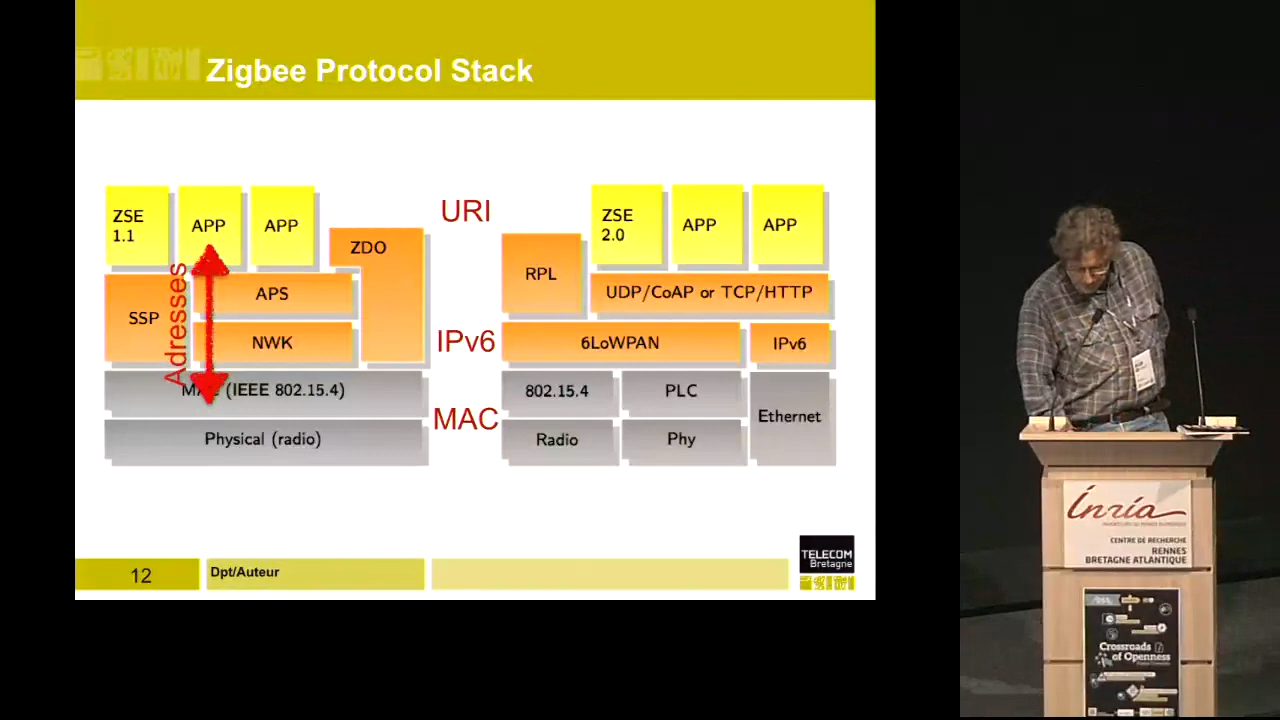 Zigbee Protocol Stack
ZSE
1.1
APP
APP
ZDO
SSP
APS
NWK
Adresses
MAC (IEEE 802.15.4)
Physical (radio)
URI
IPv6
MAC
RPL
ZSE
2.0
APP
APP
UDP/CoAP or TCP/HTTP
6LoWPAN
IPv6
802.15.4
PLC
Ethernet
Radio
Phy
12
Dpt/Auteur
TELECOM
Bretagne
Inria
CENTRE DE RECHERCHE
RENNES
BRETAGNE ATLANTIQUE
Crossroads
of Openness